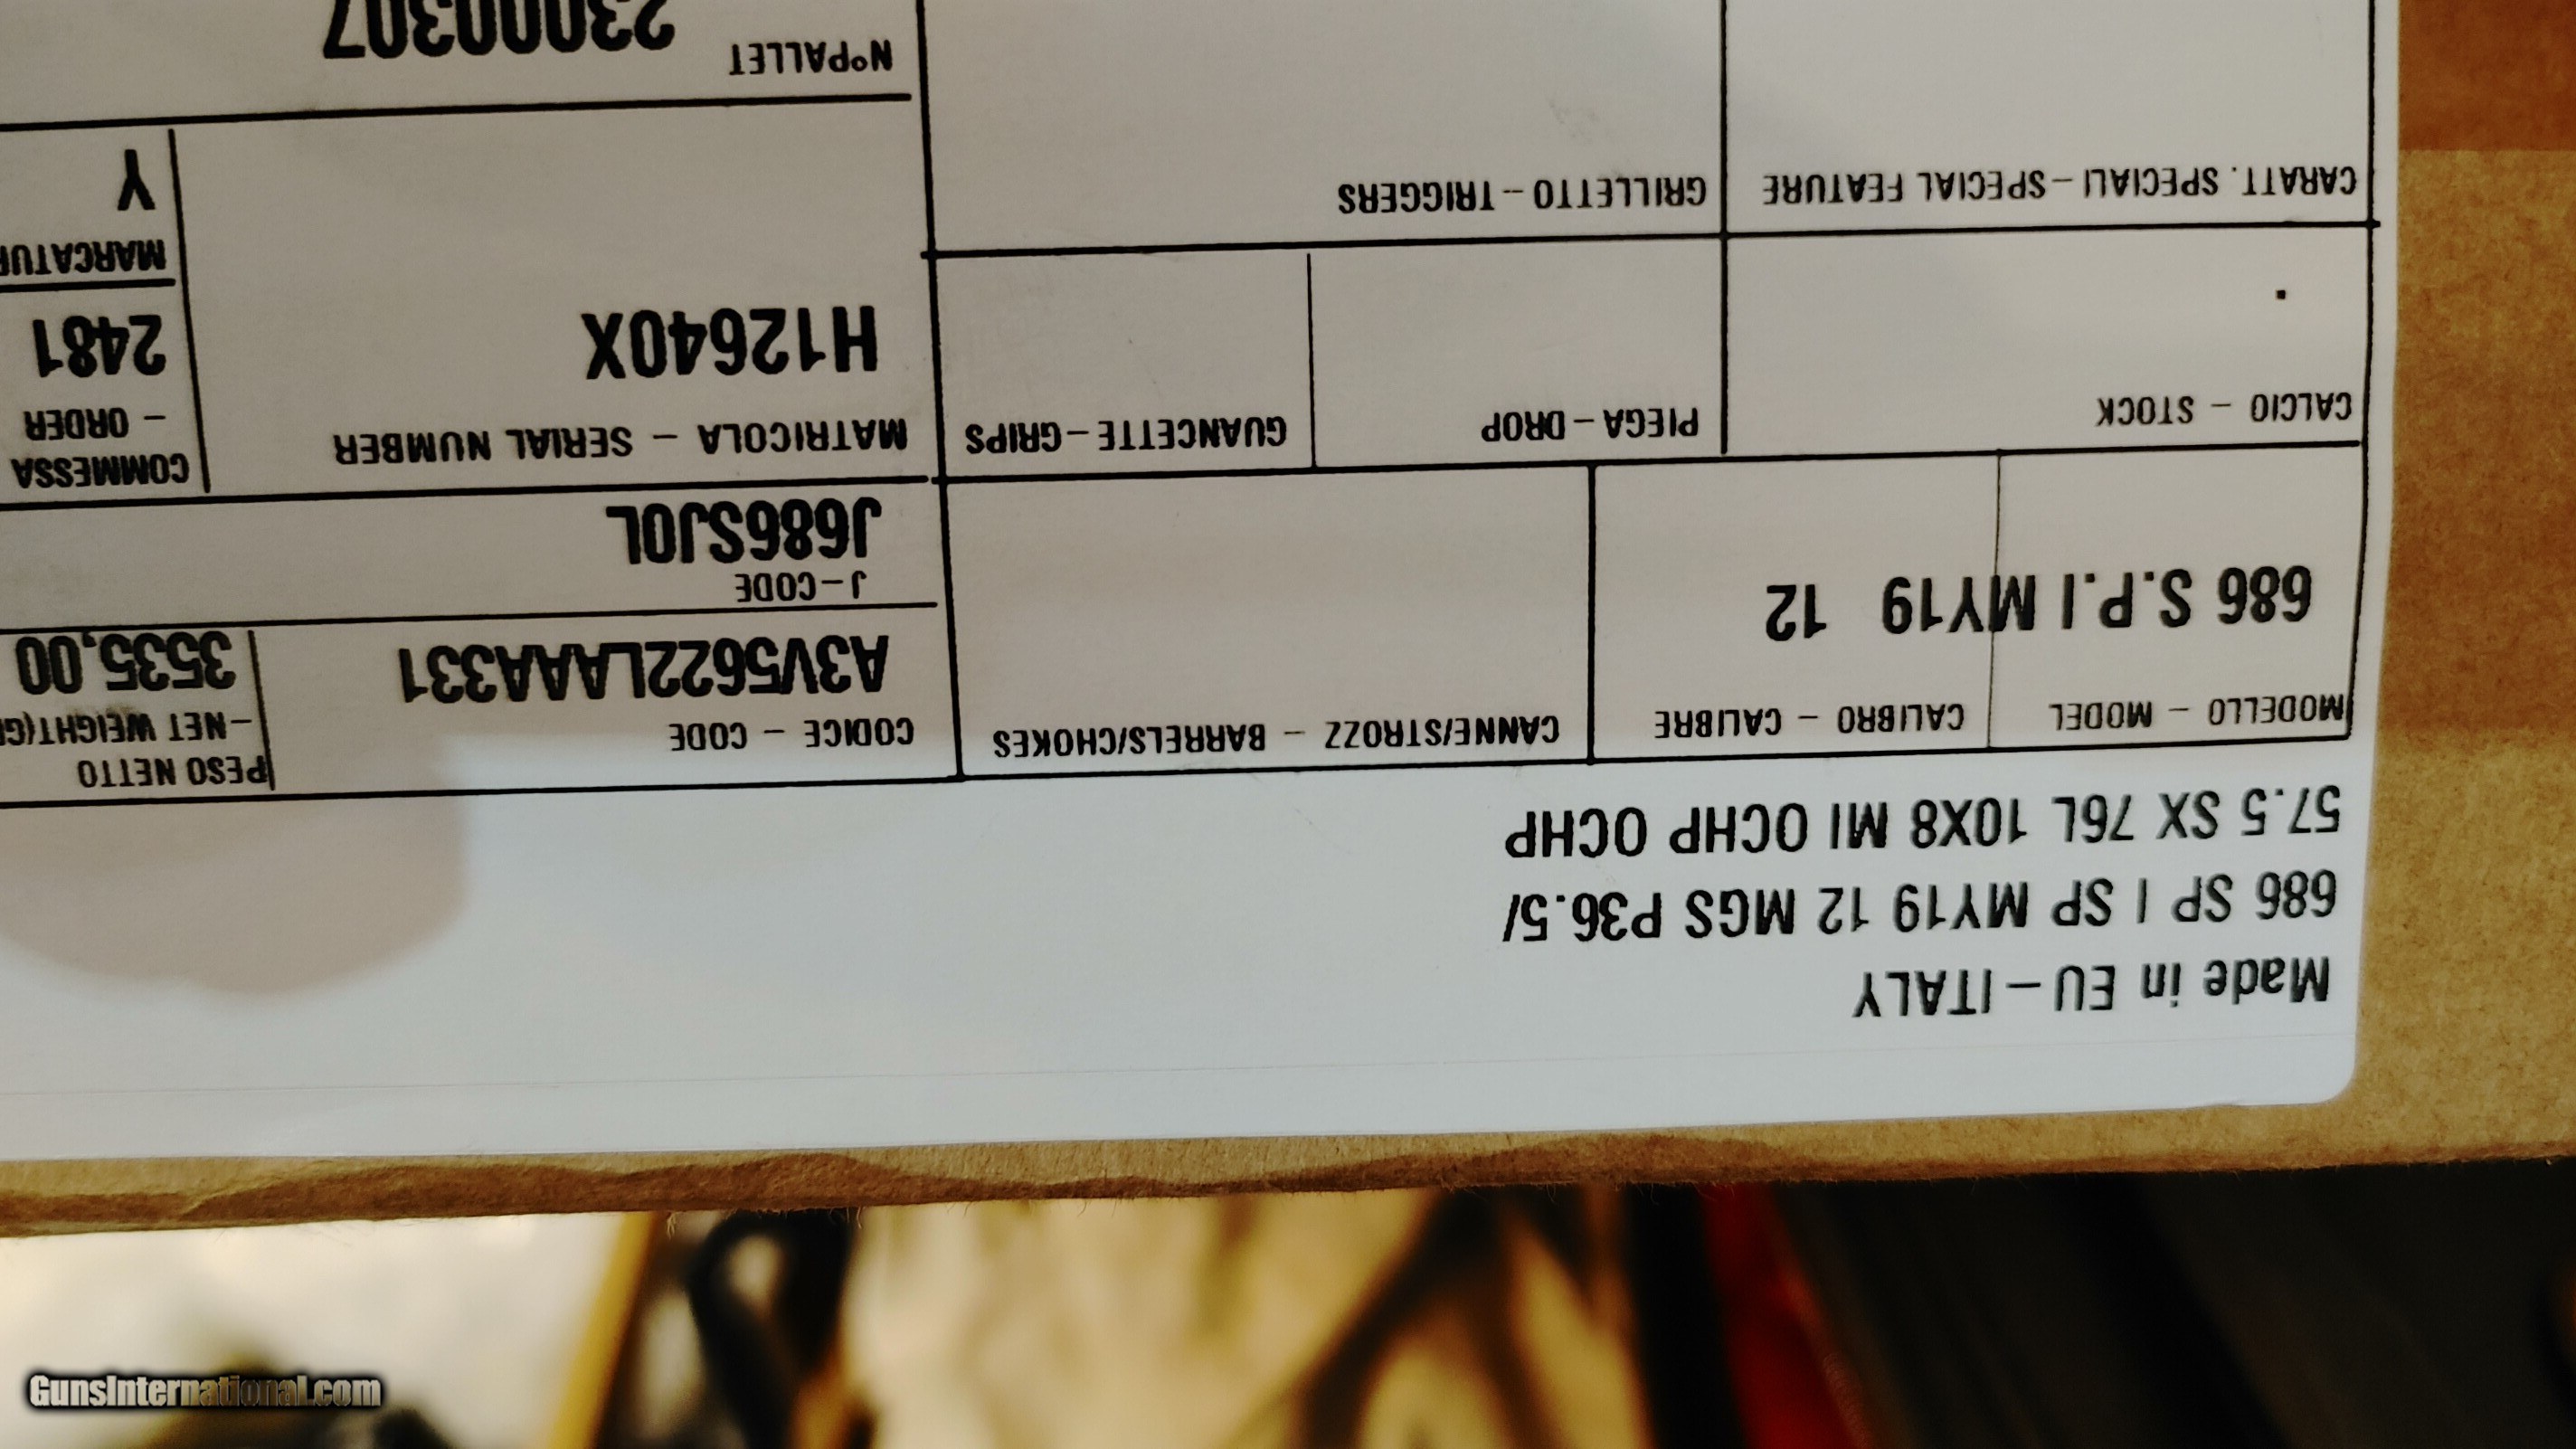 Made in EU – ITALY
686 SP I SP MY19 12 MGS P36.5/
57.5 SX 76L 10X8 MI OCHP OCHP
MODELLO – MODEL
CALIBRO – CALIBRE
CANNE/STROZZ – BARRELS/CHOKES
CODICE – CODE
PESO NETTO
–NET WEIGHT(G
686 S.P.I MY19
12
A3V5622LAAA331
3535,00
J–CODE
J686SJ0L
CALCIO – STOCK
PIEGA – DROP
GUANCETTE – GRIPS
MATRICOLA – SERIAL NUMBER
COMMESSA
– ORDER
.
H12640X
2481
CARATT. SPECIALI – SPECIAL FEATURE
GRILLETTO – TRIGGERS
MARCATUR
Y
N°PALLET
23000307
GunsInternational.com